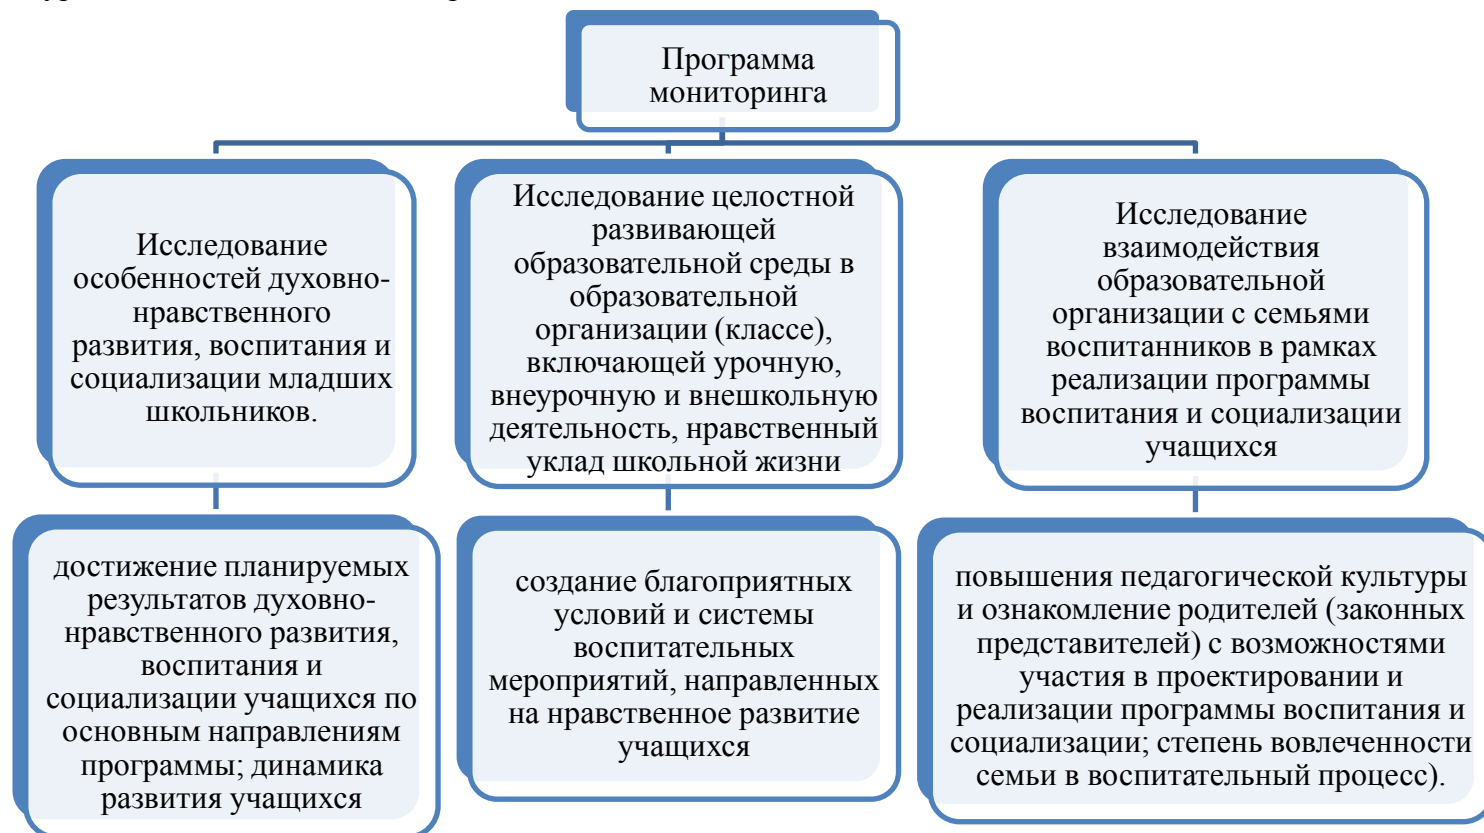 Программа
мониторинга
Исследование
особенностей духовно-
нравственного
развития, воспитания и
социализации младших
школьников.
Исследование целостной
развивающей
образовательной среды в
образовательной
организации (классе),
включающей урочную,
внеурочную и внешкольную
деятельность, нравственный
уклад школьной жизни
Исследование
взаимодействия
образовательной
организации с семьями
воспитанников в рамках
реализации программы
воспитания и социализации
учащихся
достижение планируемых
результатов духовно-
нравственного развития,
воспитания и
социализации учащихся по
основным направлениям
программы; динамика
развития учащихся
создание благоприятных
условий и системы
воспитательных
мероприятий, направленных
на нравственное развитие
учащихся
повышения педагогической культуры
и ознакомление родителей (законных
представителей) с возможностями
участия в проектировании и
реализации программы воспитания и
социализации; степень вовлеченности
семьи в воспитательный процесс).